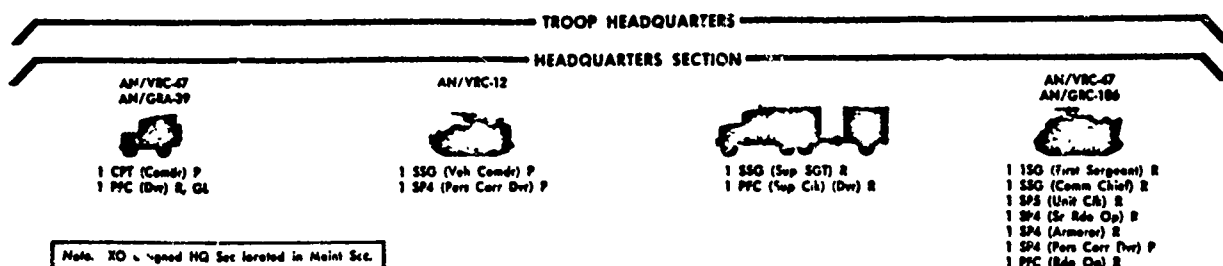 TROOP HEADQUARTERS
HEADQUARTERS SECTION
AN/VRC-47
AN/GRA-39
1 CPT (Comdr) P
1 PFC (Dvr) R, GL
AN/VRC-12
1 SSG (Veh Comdr) P
1 SP4 (Pers Carr Dvr) P
1 SSG (Sup SGT) R
1 PFC (Sup Clk) (Dvr) R
AN/VRC-47
AN/GRC-106
1 1SG (First Sergeant) R
1 SSG (Comm Chief) R
1 SP5 (Unit Clk) R
1 SP4 (Sr Rdo Op) R
1 SP4 (Armorer) R
1 SP4 (Pers Carr Dvr) P
1 PFC (Rdo Op) R
Note. XO HQ Sec located in Maint Sec.